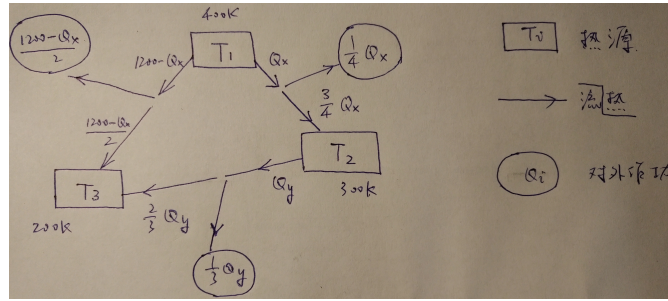 400K
T₁
(1200-Qx)/2
1200-Qx
Qx
1/4 Qx
3/4 Qx
(1200-Qx)/2
T₂
300K
T₃
200K
Qy
2/3 Qy
1/3 Qy
Ti 热源
流热
Qi 对外做功